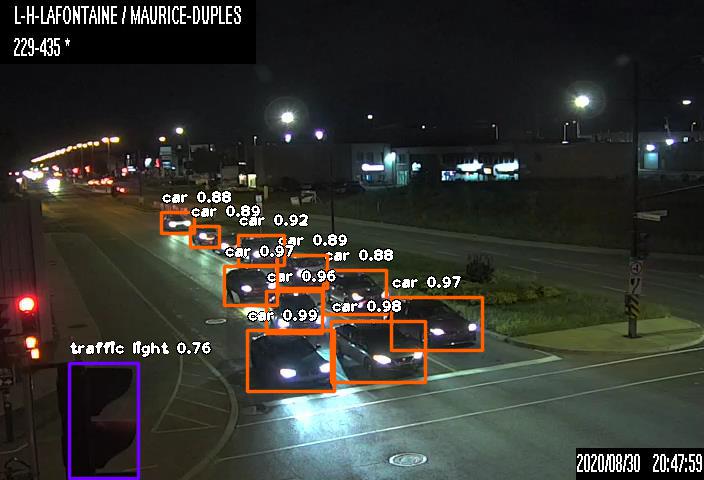 L-H-LAFONTAINE / MAURICE-DUPLES
229-435 *
car 0.88
car 0.89
car 0.92
car 0.89
car 0.97
car 0.88
car 0.96
car 0.97
car 0.98
car 0.99
traffic light 0.76
2020/08/30 20:47:59